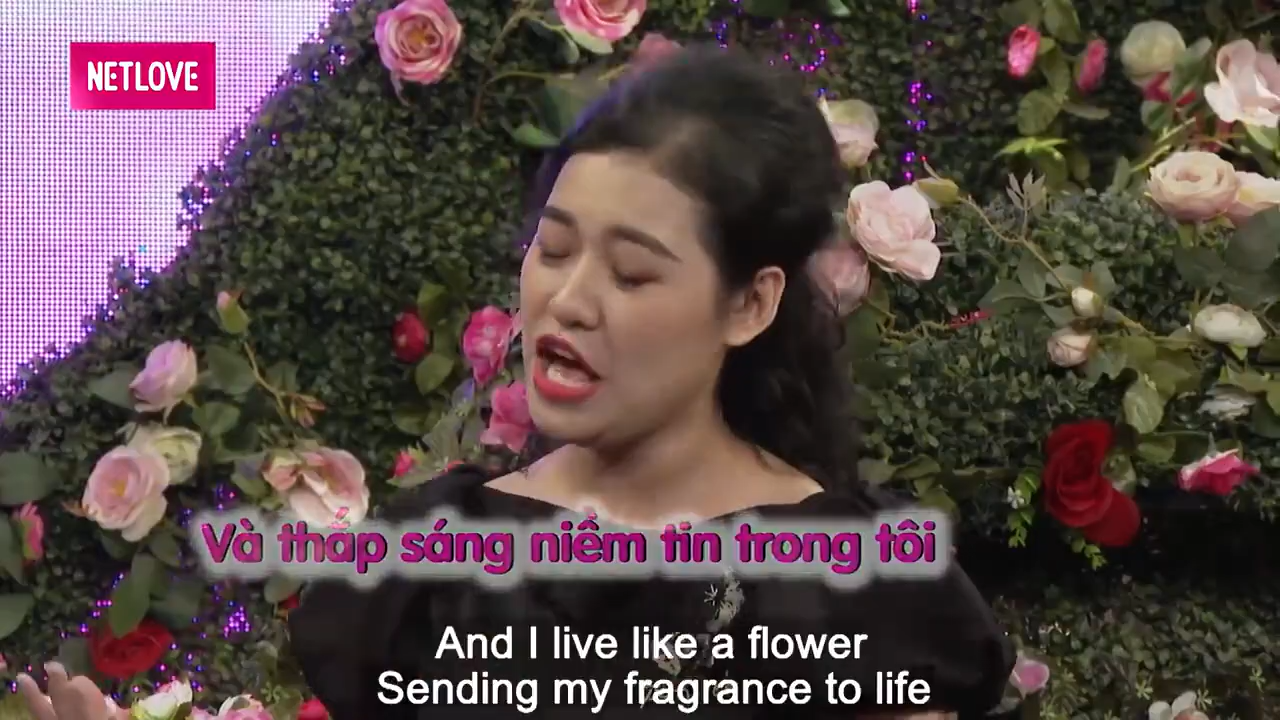 NETLOVE
Và thắp sáng niềm tin trong tôi
And I live like a flower
Sending my fragrance to life